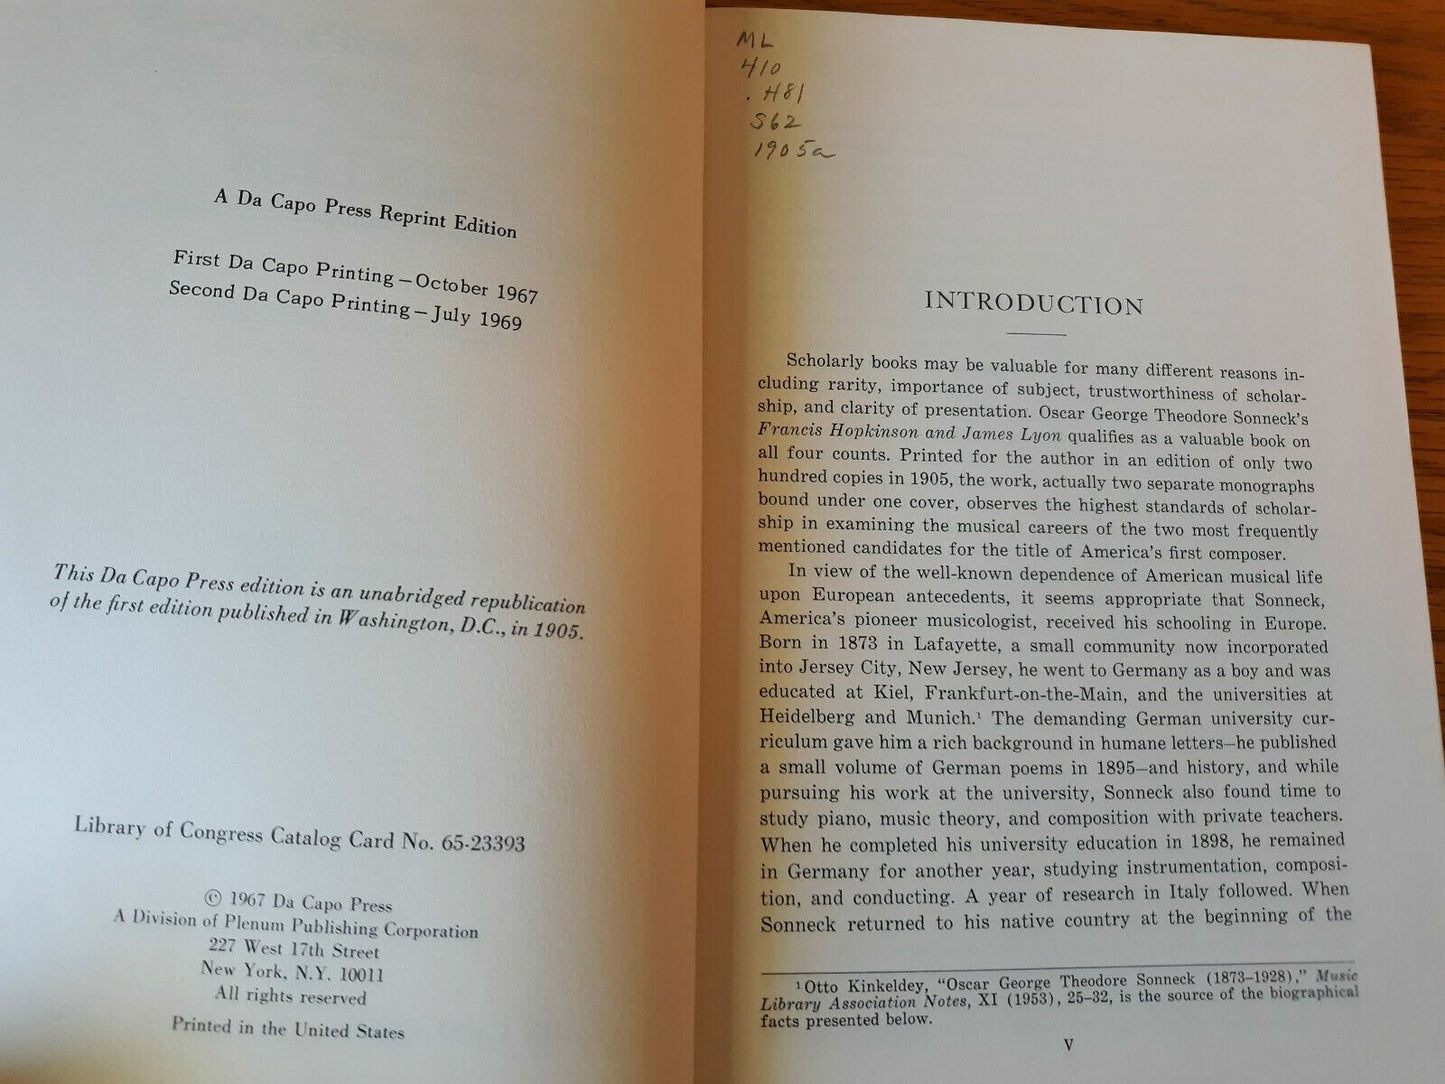 A Da Capo Press Reprint Edition
First Da Capo Printing – October 1967
Second Da Capo Printing – July 1969
This Da Capo Press edition is an unabridged republication
of the first edition published in Washington, D.C., in 1905.
Library of Congress Catalog Card No. 65-23393
© 1967 Da Capo Press
A Division of Plenum Publishing Corporation
227 West 17th Street
New York, N.Y. 10011
All rights reserved
Printed in the United States
ML
410
.H81
S62
1905a
INTRODUCTION
Scholarly books may be valuable for many different reasons in-
cluding rarity, importance of subject, trustworthiness of scholar-
ship, and clarity of presentation. Oscar George Theodore Sonneck's
Francis Hopkinson and James Lyon qualifies as a valuable book on
all four counts. Printed for the author in an edition of only two
hundred copies in 1905, the work, actually two separate monographs
bound under one cover, observes the highest standards of scholar-
ship in examining the musical careers of the two most frequently
mentioned candidates for the title of America's first composer.
In view of the well-known dependence of American musical life
upon European antecedents, it seems appropriate that Sonneck,
America's pioneer musicologist, received his schooling in Europe.
Born in 1873 in Lafayette, a small community now incorporated
into Jersey City, New Jersey, he went to Germany as a boy and was
educated at Kiel, Frankfurt-on-the-Main, and the universities at
Heidelberg and Munich.¹ The demanding German university cur-
riculum gave him a rich background in humane letters—he published
a small volume of German poems in 1895—and history, and while
pursuing his work at the university, Sonneck also found time to
study piano, music theory, and composition with private teachers.
When he completed his university education in 1898, he remained
in Germany for another year, studying instrumentation, composi-
tion, and conducting. A year of research in Italy followed. When
Sonneck returned to his native country at the beginning of the
¹ Otto Kinkeldey, "Oscar George Theodore Sonneck (1873–1928)," Music
Library Association Notes, XI (1953), 25–32, is the source of the biographical
facts presented below.
V